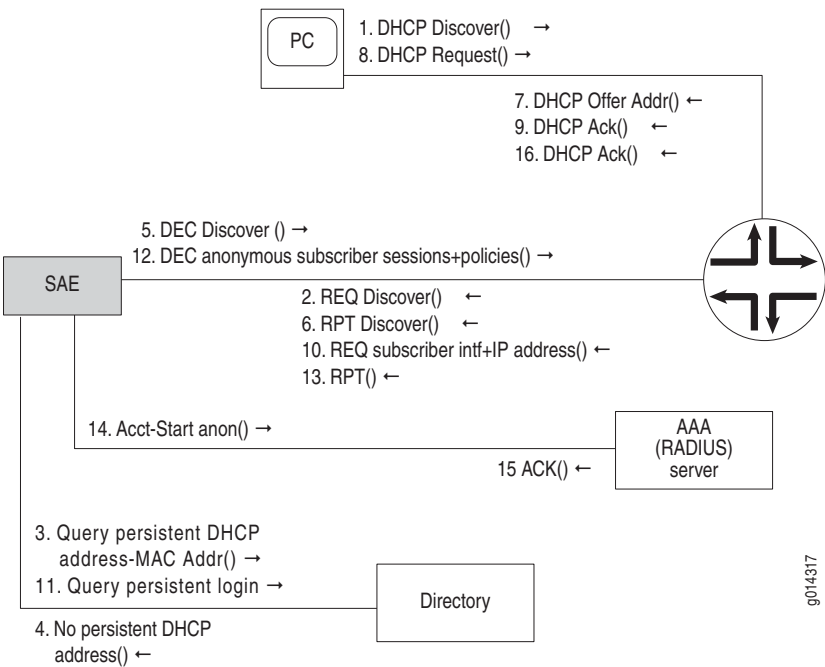 PC
1. DHCP Discover() →
8. DHCP Request() →
7. DHCP Offer Addr() ←
9. DHCP Ack() ←
16. DHCP Ack() ←
5. DEC Discover () →
12. DEC anonymous subscriber sessions+policies() →
SAE
2. REQ Discover() ←
6. RPT Discover() ←
10. REQ subscriber intf+IP address() ←
13. RPT() ←
14. Acct-Start anon() →
AAA
(RADIUS)
server
15 ACK() ←
3. Query persistent DHCP
address-MAC Addr() →
11. Query persistent login →
Directory
4. No persistent DHCP
address() ←
g014317